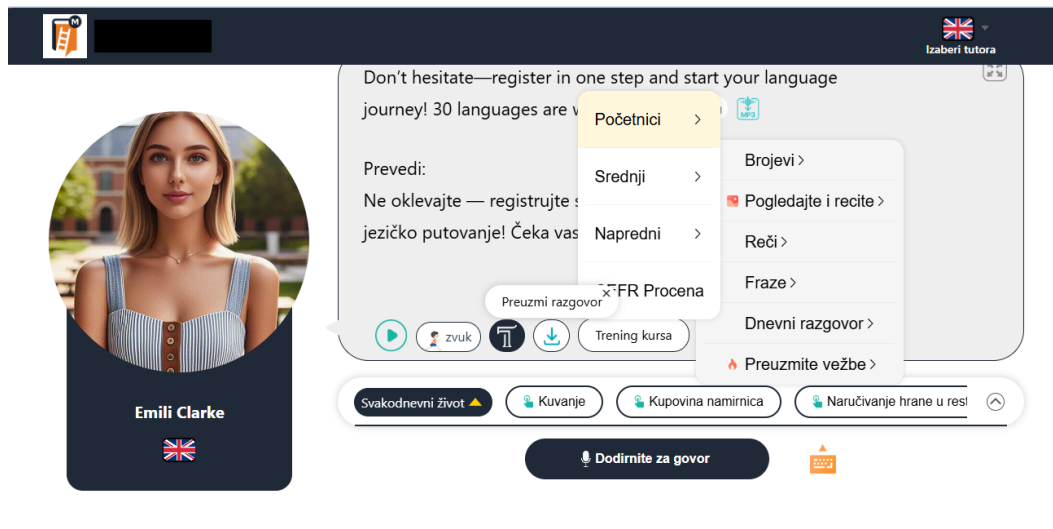 M
Izaberi tutora
Don't hesitate—register in one step and start your language
journey! 30 languages are
MP3
Prevedi:
Ne oklevajte — registrujte
jezičko putovanje! Čeka vas
Početnici >
Srednji >
Napredni >
CEFR Procena
Brojevi >
Pogledajte i recite >
Reči >
Fraze >
Dnevni razgovor >
Preuzmite vežbe >
Preuzmi razgovor ×
zvuk
Trening kursa
Emili Clarke
Svakodnevni život
Kuvanje
Kupovina namirnica
Naručivanje hrane u
Dodirnite za govor